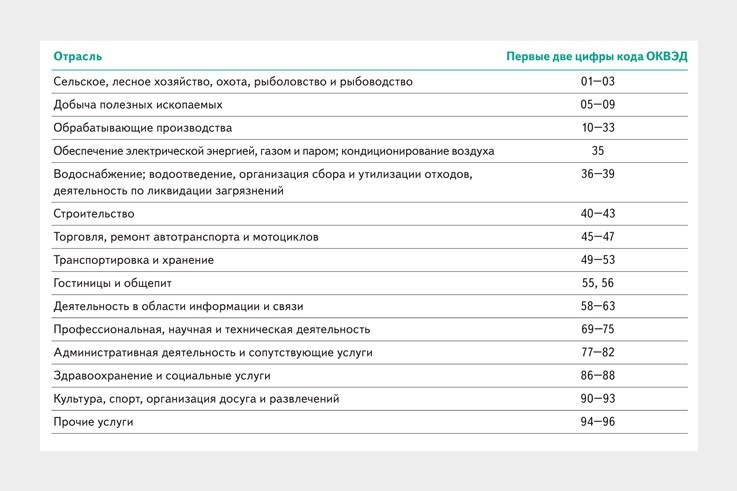 Отрасль Первые две цифры кода ОКВЭД
Сельское, лесное хозяйство, охота, рыболовство и рыбоводство 01—03
Добыча полезных ископаемых 05—09
Обрабатывающие производства 10—33
Обеспечение электрической энергией, газом и паром; кондиционирование воздуха 35
Водоснабжение; водоотведение, организация сбора и утилизации отходов, 36—39
деятельность по ликвидации загрязнений
Строительство 40—43
Торговля, ремонт автотранспорта и мотоциклов 45—47
Транспортировка и хранение 49—53
Гостиницы и общепит 55, 56
Деятельность в области информации и связи 58—63
Профессиональная, научная и техническая деятельность 69—75
Административная деятельность и сопутствующие услуги 77—82
Здравоохранение и социальные услуги 86—88
Культура, спорт, организация досуга и развлечений 90—93
Прочие услуги 94—96